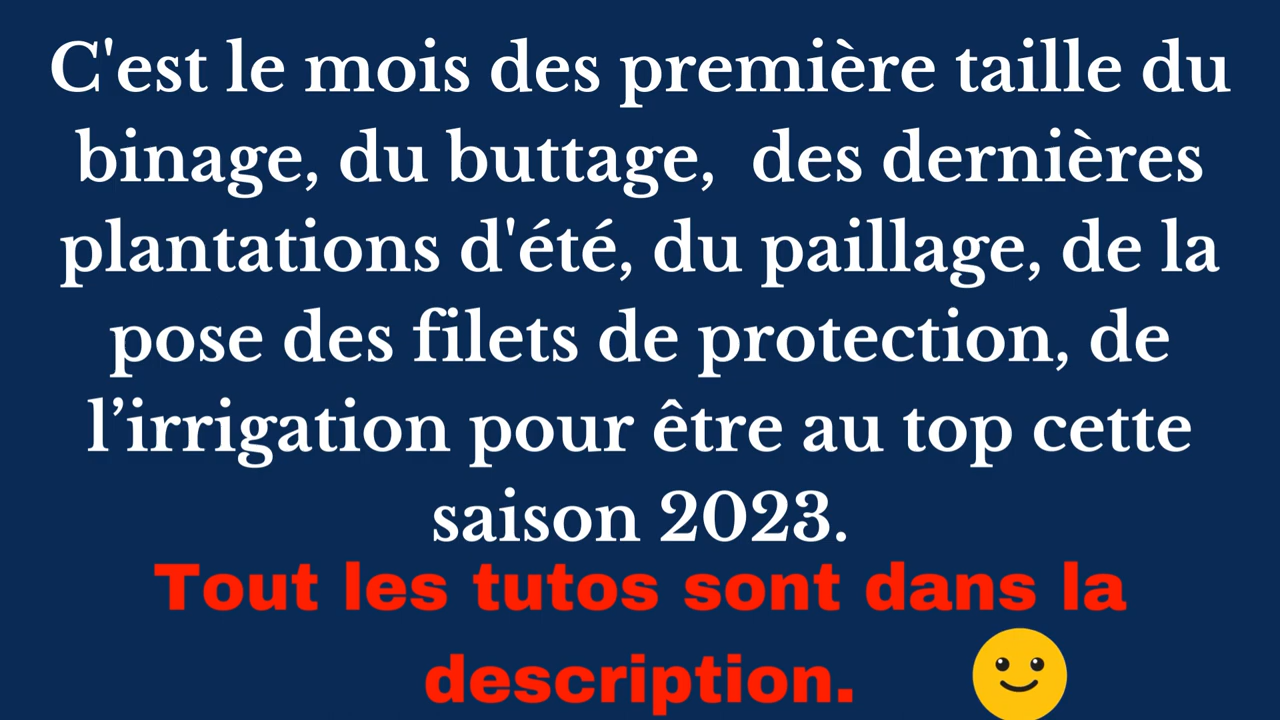 C'est le mois des première taille du
binage, du buttage,  des dernières
plantations d'été, du paillage, de la
pose des filets de protection, de
l’irrigation pour être au top cette
saison 2023.
Tout les tutos sont dans la
description.